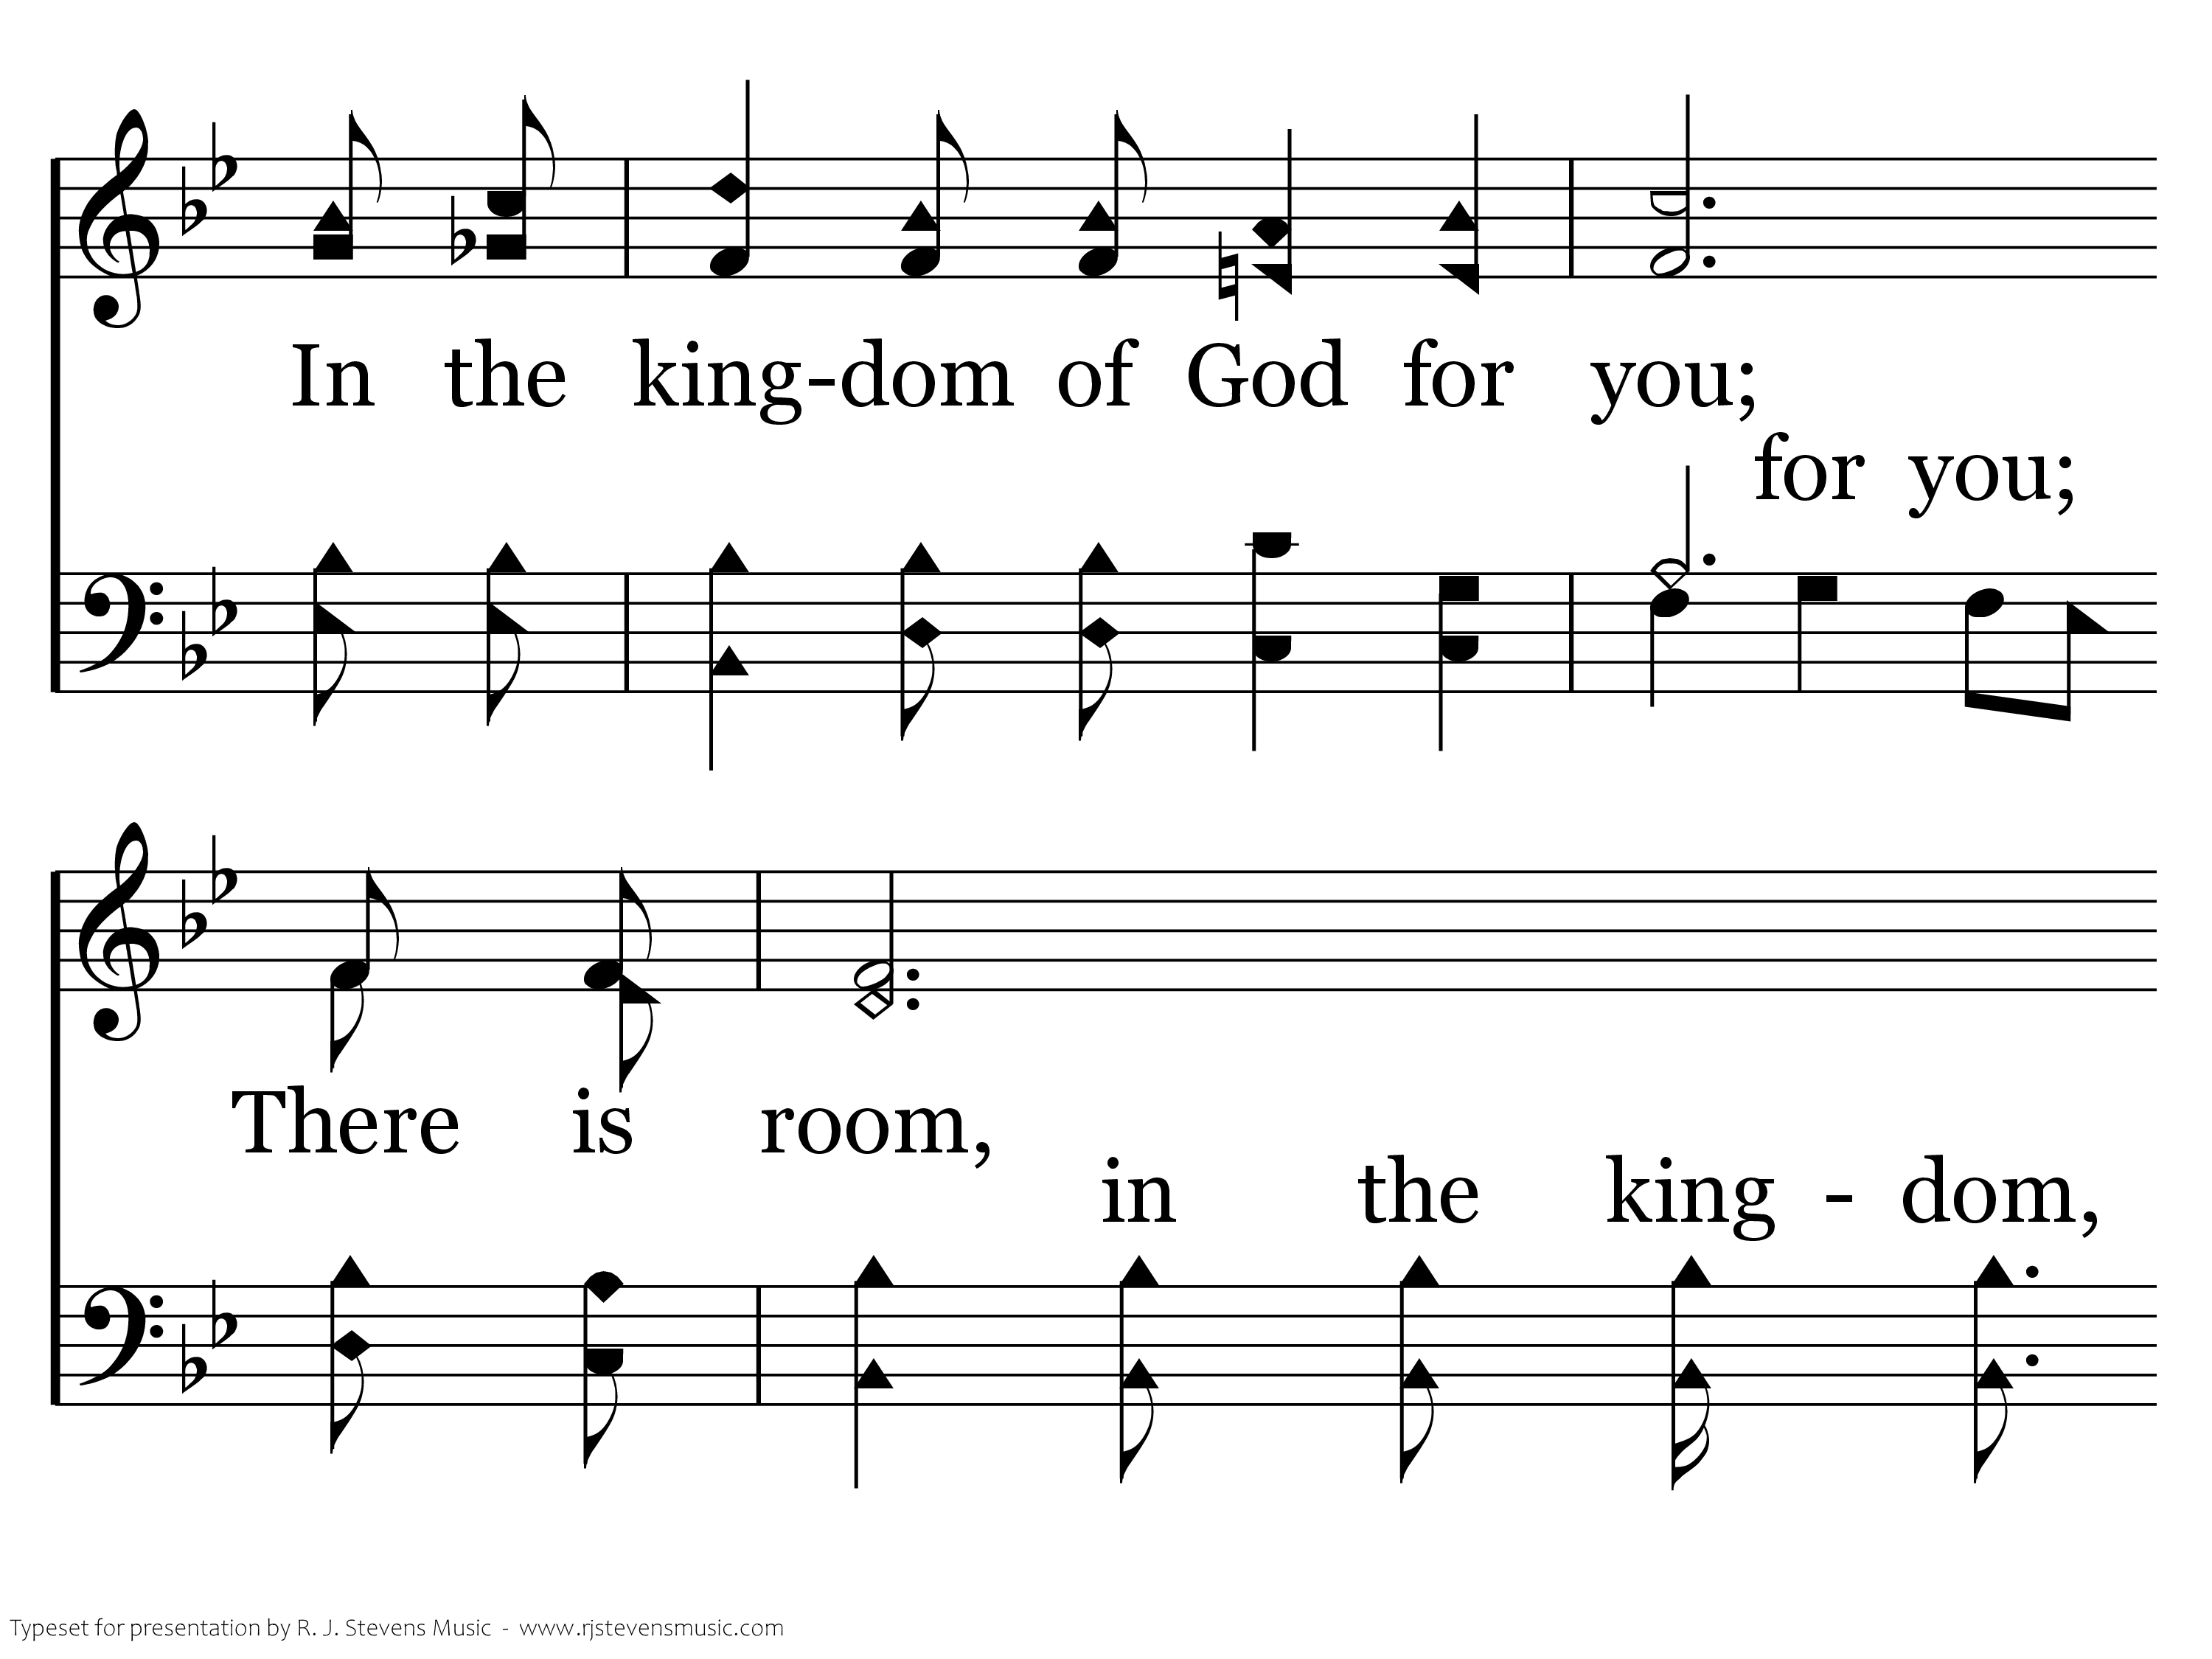 In the king-dom of God for you;
for you;
There is room,
in the king - dom,
Typeset for presentation by R. J. Stevens Music - www.rjstevensmusic.com